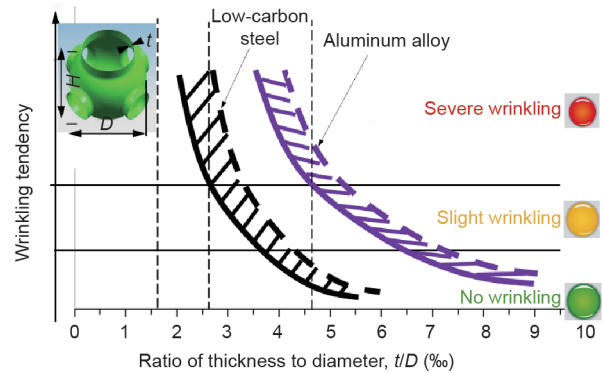 Low-carbon
steel
Aluminum alloy
t
H
D
Severe wrinkling
Slight wrinkling
No wrinkling
Wrinkling tendency
0 1 2 3 4 5 6 7 8 9 10
Ratio of thickness to diameter, t/D (‰)